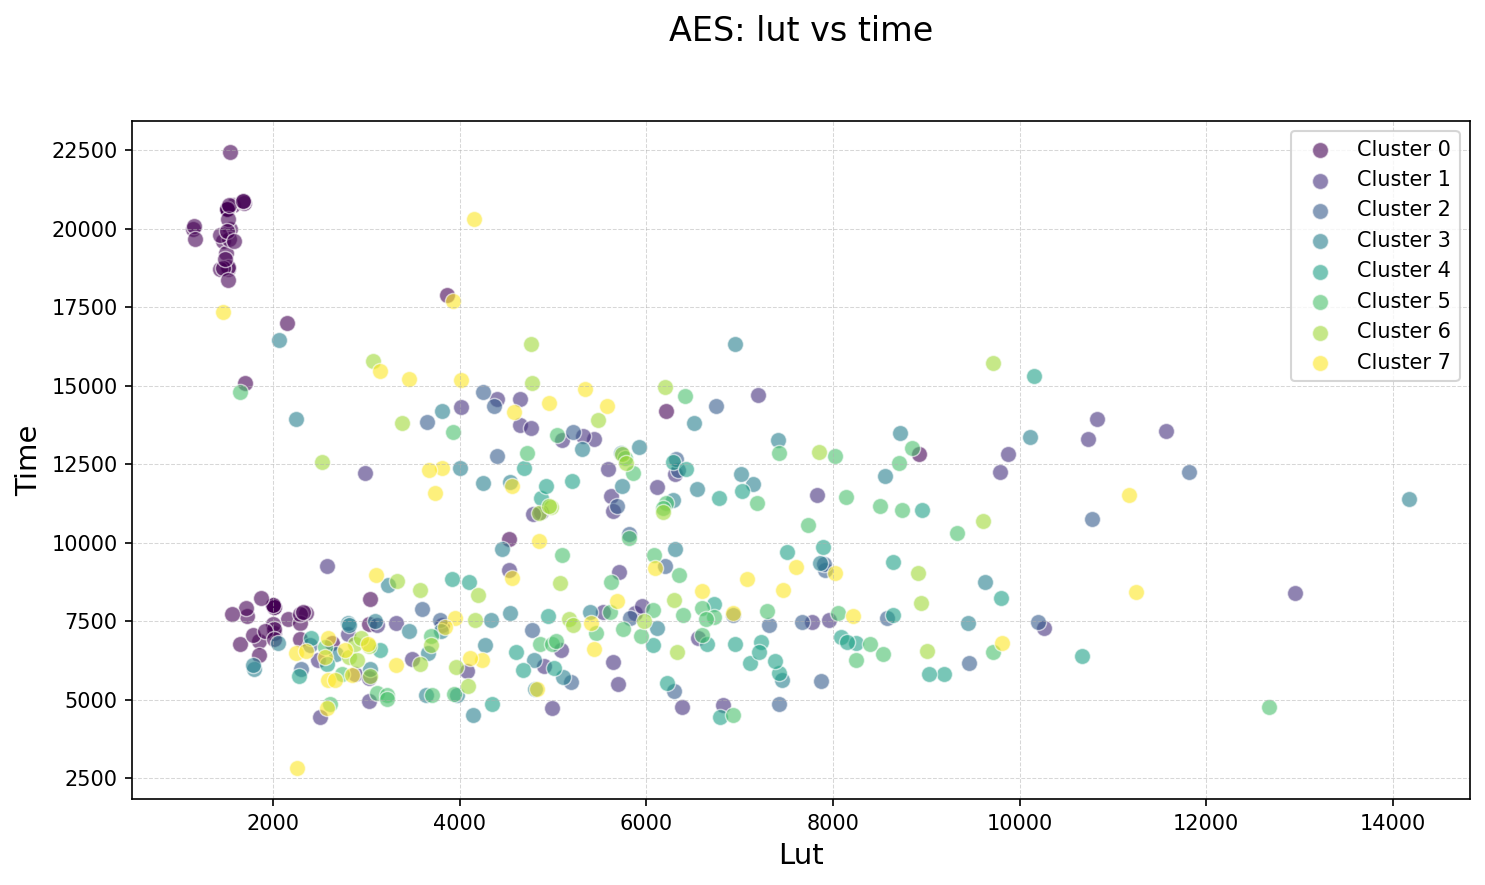 AES: lut vs time
22500
20000
17500
15000
12500
10000
7500
5000
2500
Time
Cluster 0
Cluster 1
Cluster 2
Cluster 3
Cluster 4
Cluster 5
Cluster 6
Cluster 7
2000 4000 6000 8000 10000 12000 14000
Lut